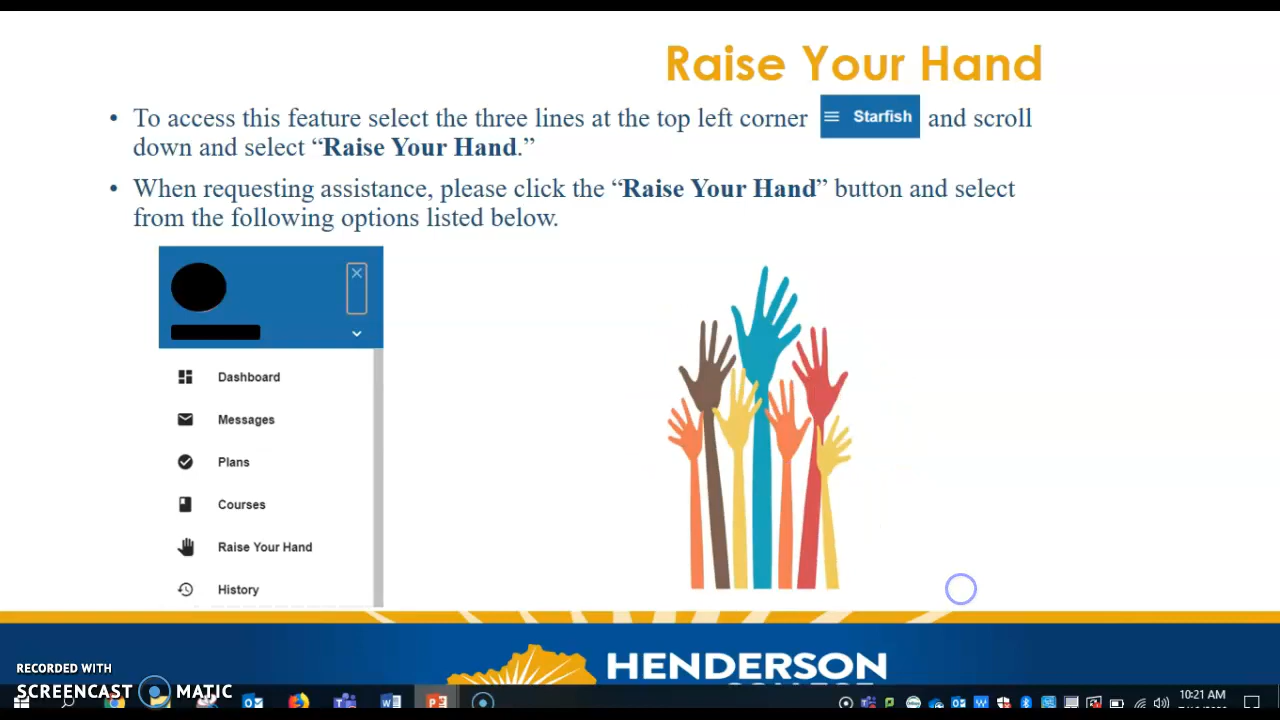 Raise Your Hand
• To access this feature select the three lines at the top left corner Starfish and scroll
down and select “Raise Your Hand.”
• When requesting assistance, please click the “Raise Your Hand” button and select
from the following options listed below.
Dashboard
Messages
Plans
Courses
Raise Your Hand
History
HENDERSON
RECORDED WITH
SCREENCAST MATIC
10:21 AM